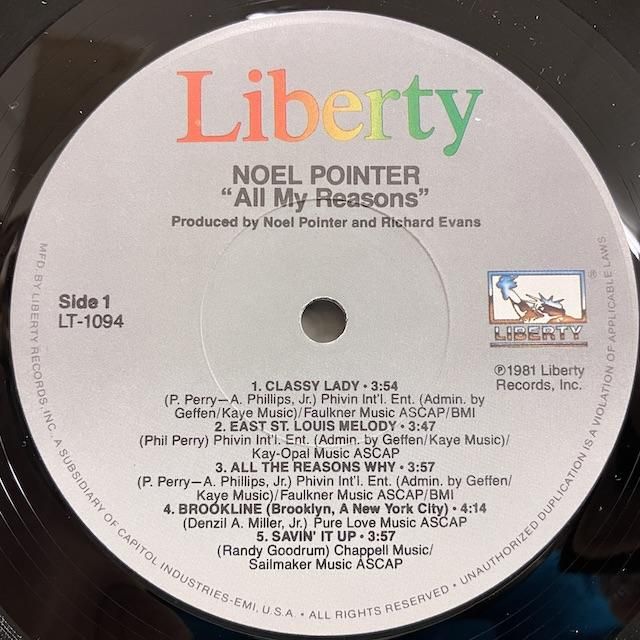 Liberty
NOEL POINTER
“All My Reasons”
Produced by Noel Pointer and Richard Evans
Side 1
LT-1094
LIBERTY
®
℗1981 Liberty
Records, Inc.
1. CLASSY LADY • 3:54
(P. Perry—A. Phillips, Jr.) Phivin Int'l. Ent. (Admin. by
Geffen/Kaye Music)/Faulkner Music ASCAP/BMI
2. EAST ST. LOUIS MELODY • 3:47
(Phil Perry) Phivin Int'l. Ent. (Admin. by Geffen/Kaye Music)/
Kay-Opal Music ASCAP
3. ALL THE REASONS WHY • 3:57
(P. Perry—A. Phillips, Jr.) Phivin Int'l. Ent. (Admin. by Geffen/
Kaye Music)/Faulkner Music ASCAP/BMI
4. BROOKLINE (Brooklyn, A New York City) • 4:14
(Denzil A. Miller, Jr.) Pure Love Music ASCAP
5. SAVIN' IT UP • 3:57
(Randy Goodrum) Chappell Music/
Sailmaker Music ASCAP
MFD. BY LIBERTY RECORDS, INC. A SUBSIDIARY OF CAPITOL INDUSTRIES-EMI, U.S.A. • ALL RIGHTS RESERVED • UNAUTHORIZED DUPLICATION IS A VIOLATION OF APPLICABLE LAWS